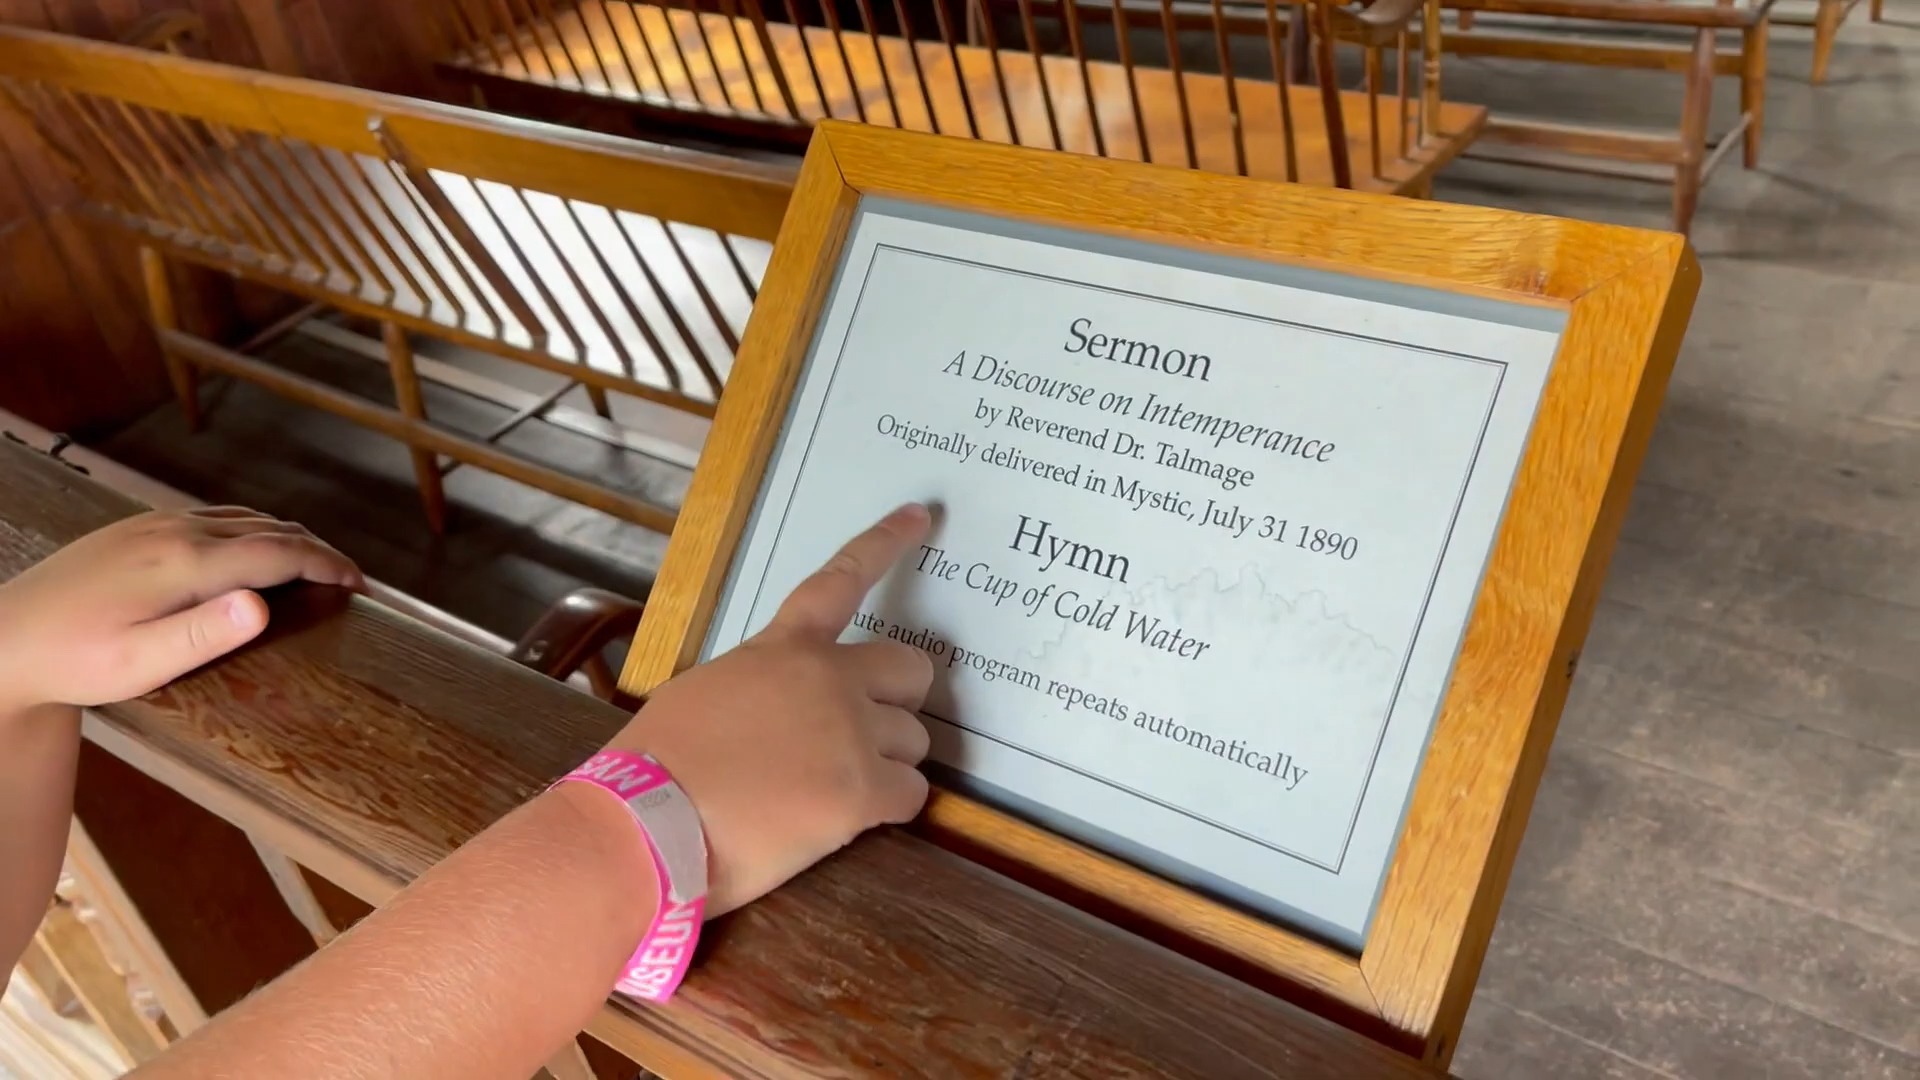 Sermon
A Discourse on Intemperance
by Reverend Dr. Talmage
Originally delivered in Mystic, July 31 1890
Hymn
The Cup of Cold Water
audio program repeats automatically